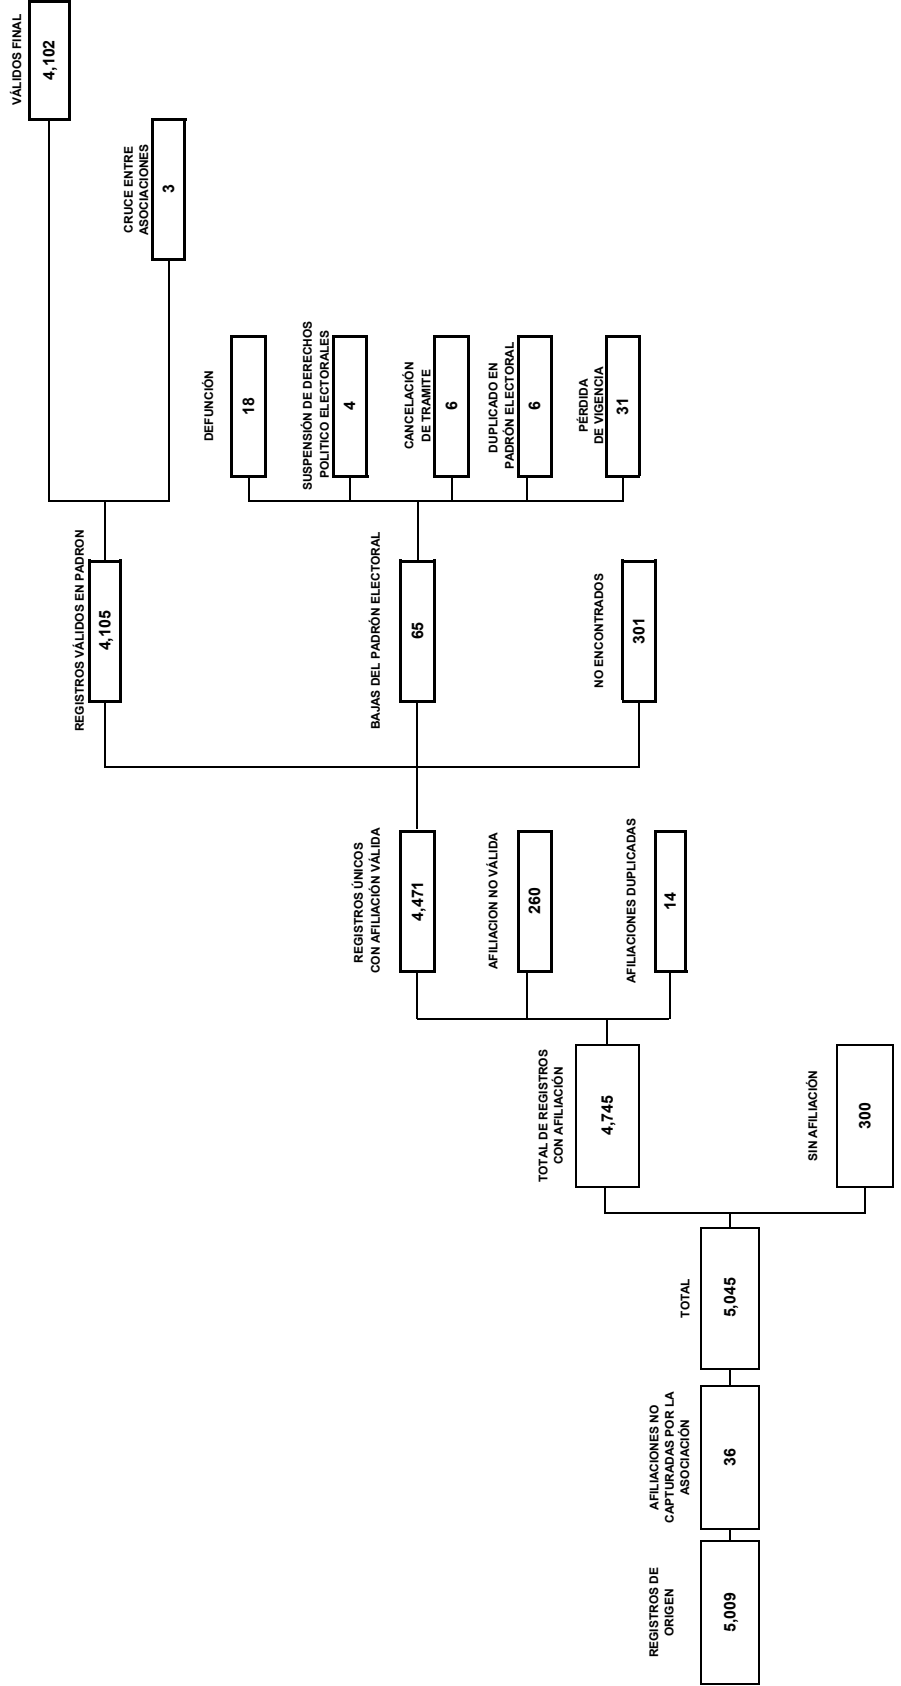 REGISTROS DE
ORIGEN
5,009
AFILIACIONES NO
CAPTURADAS POR LA
ASOCIACIÓN
36
TOTAL
5,045
TOTAL DE REGISTROS
CON AFILIACIÓN
4,745
SIN AFILIACIÓN
300
REGISTROS ÚNICOS
CON AFILIACIÓN VÁLIDA
4,471
AFILIACION NO VÁLIDA
260
AFILIACIONES DUPLICADAS
14
REGISTROS VÁLIDOS EN PADRON
4,105
BAJAS DEL PADRÓN ELECTORAL
65
NO ENCONTRADOS
301
DEFUNCIÓN
18
SUSPENSIÓN DE DERECHOS
POLITICO ELECTORALES
4
CANCELACIÓN
DE TRAMITE
6
DUPLICADO EN
PADRÓN ELECTORAL
6
PÉRDIDA
DE VIGENCIA
31
CRUCE ENTRE
ASOCIACIONES
3
VÁLIDOS FINAL
4,102